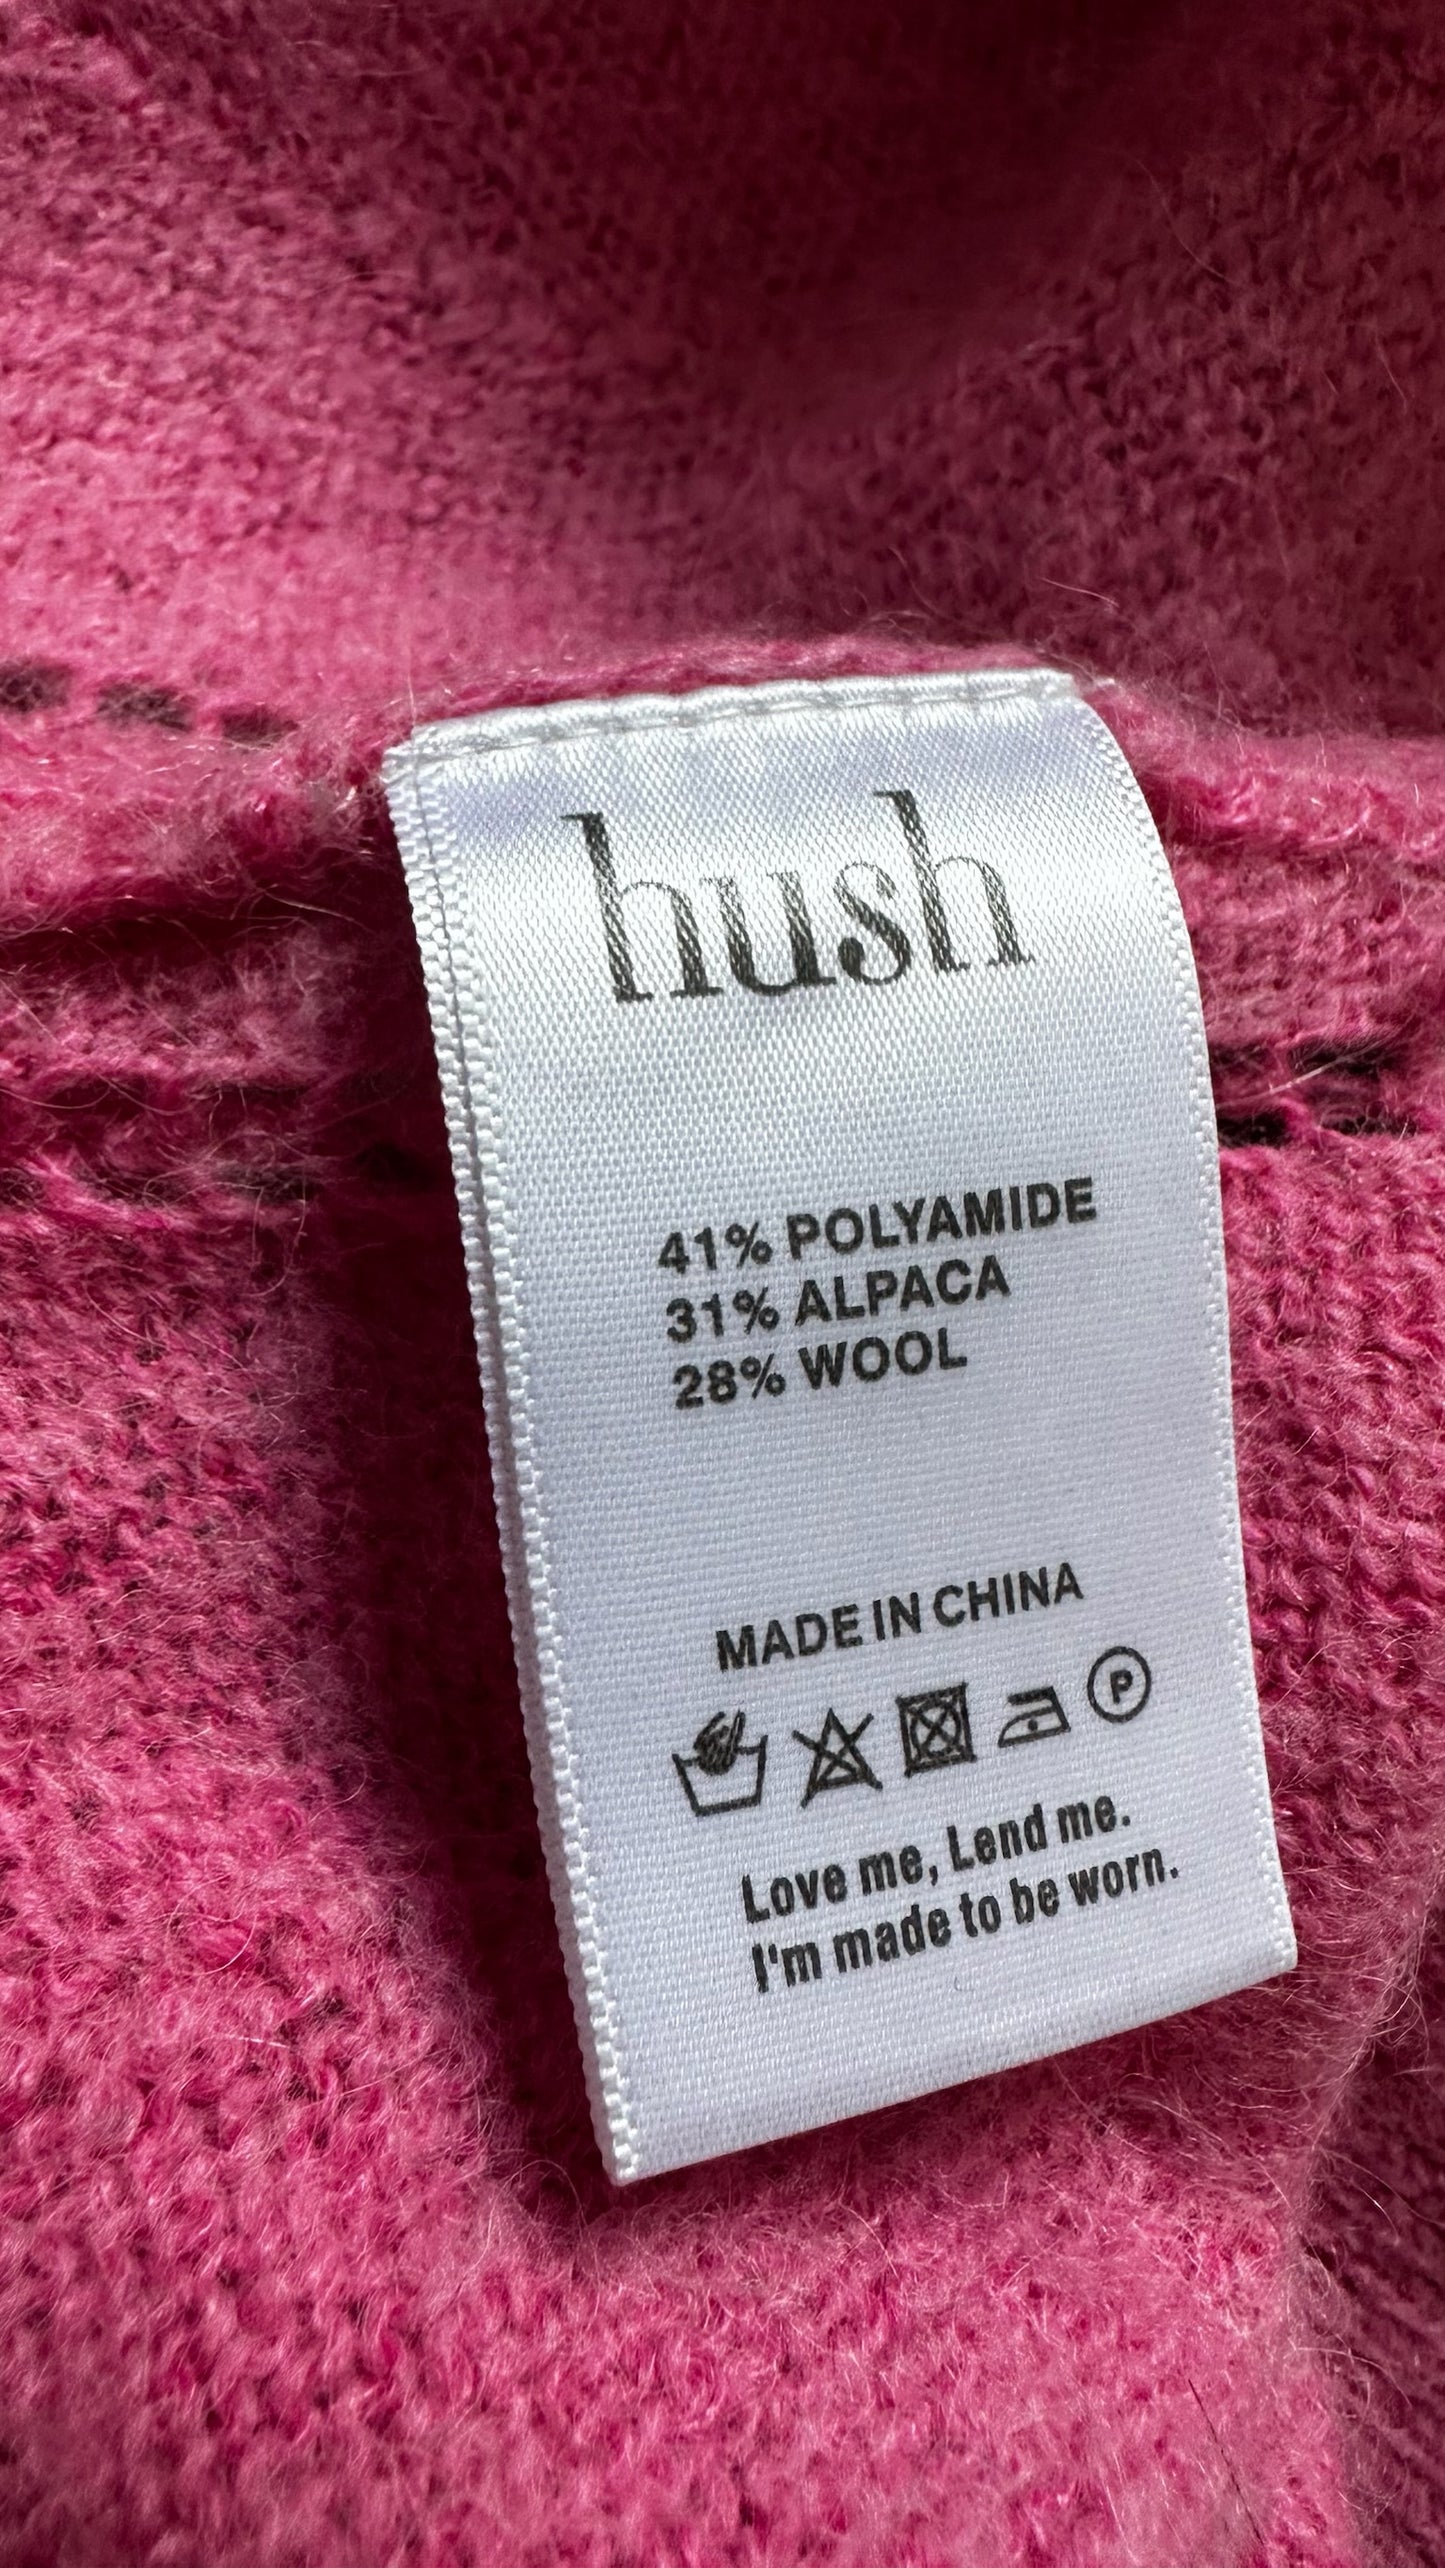 hush
41% POLYAMIDE
31% ALPACA
28% WOOL
MADE IN CHINA
P
Love me, Lend me.
I'm made to be worn.